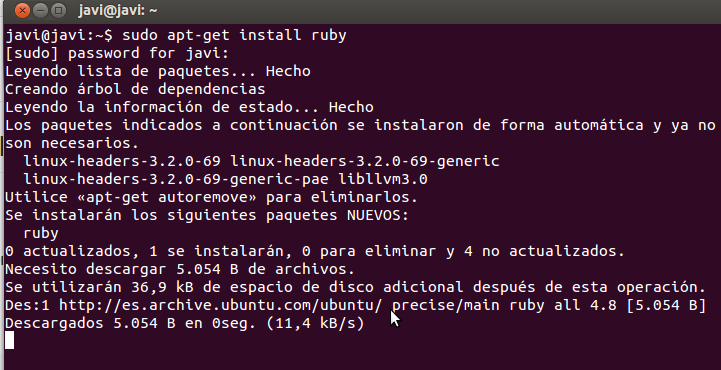 javi@javi: ~
javi@javi:~$ sudo apt-get install ruby
[sudo] password for javi:
Leyendo lista de paquetes... Hecho
Creando árbol de dependencias
Leyendo la información de estado... Hecho
Los paquetes indicados a continuación se instalaron de forma automática y ya no
son necesarios.
  linux-headers-3.2.0-69 linux-headers-3.2.0-69-generic
  linux-headers-3.2.0-69-generic-pae libllvm3.0
Utilice «apt-get autoremove» para eliminarlos.
Se instalarán los siguientes paquetes NUEVOS:
  ruby
0 actualizados, 1 se instalarán, 0 para eliminar y 4 no actualizados.
Necesito descargar 5.054 B de archivos.
Se utilizarán 36,9 kB de espacio de disco adicional después de esta operación.
Des:1 http://es.archive.ubuntu.com/ubuntu/ precise/main ruby all 4.8 [5.054 B]
Descargados 5.054 B en 0seg. (11,4 kB/s)